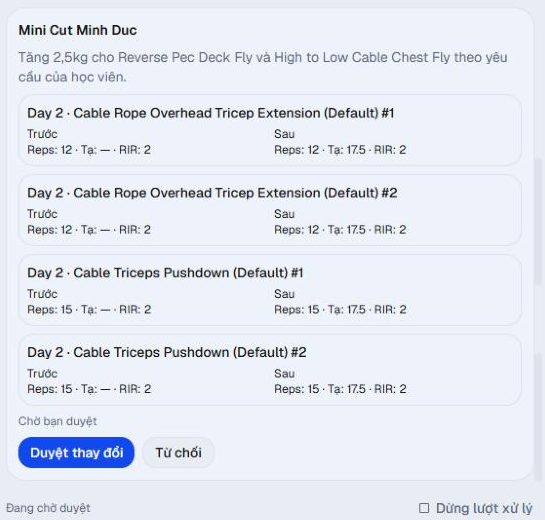 Mini Cut Minh Duc
Tăng 2,5kg cho Reverse Pec Deck Fly và High to Low Cable Chest Fly theo yêu
cầu của học viên.
Day 2 · Cable Rope Overhead Tricep Extension (Default) #1
Trước
Reps: 12 · Tạ: — · RIR: 2
Sau
Reps: 12 · Tạ: 17.5 · RIR: 2
Day 2 · Cable Rope Overhead Tricep Extension (Default) #2
Trước
Reps: 12 · Tạ: — · RIR: 2
Sau
Reps: 12 · Tạ: 17.5 · RIR: 2
Day 2 · Cable Triceps Pushdown (Default) #1
Trước
Reps: 15 · Tạ: — · RIR: 2
Sau
Reps: 15 · Tạ: 17.5 · RIR: 2
Day 2 · Cable Triceps Pushdown (Default) #2
Trước
Reps: 15 · Tạ: — · RIR: 2
Sau
Reps: 15 · Tạ: 17.5 · RIR: 2
Chờ bạn duyệt
Duyệt thay đổi
Từ chối
Đang chờ duyệt
Dừng lượt xử lý